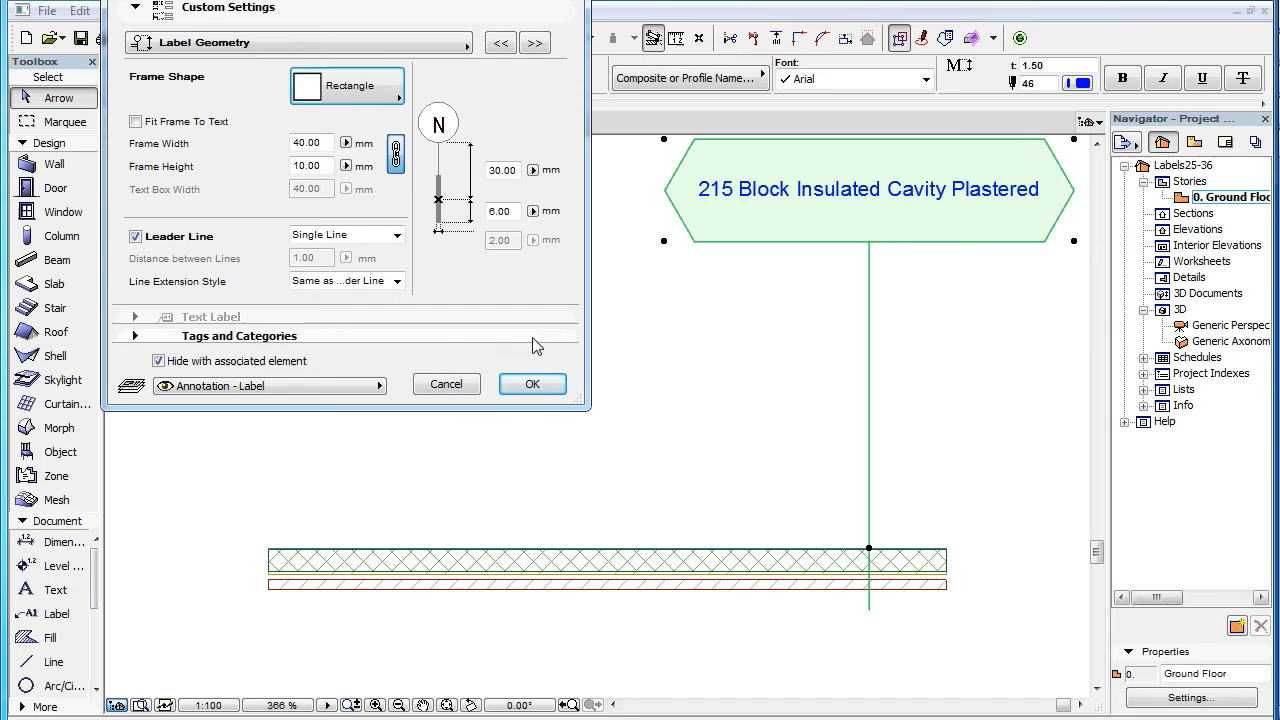 File Edit
Custom Settings
Toolbox
Select
Arrow
Marquee
Design
Wall
Door
Window
Column
Beam
Slab
Stair
Roof
Shell
Skylight
Curtain...
Morph
Object
Zone
Mesh
Document
Dimen...
Level ...
Text
A1 Label
Fill
Line
Arc/Ci...
More
Label Geometry
<< >>
Frame Shape
Rectangle
Fit Frame To Text
Frame Width 40.00 mm
Frame Height 10.00 mm
Text Box Width 40.00 mm
Leader Line Single Line
Distance between Lines 1.00 mm
Line Extension Style Same as ...der Line
N
30.00 mm
6.00 mm
2.00 mm
Text Label
Tags and Categories
Hide with associated element
Annotation - Label
Cancel OK
Composite or Profile Name...
Font:
Arial
M
t: 1.50
46
B I U T
215 Block Insulated Cavity Plastered
Navigator - Project ...
Labels25-36
Stories
0. Ground Floo
Sections
Elevations
Interior Elevations
Worksheets
Details
3D Documents
3D
Generic Perspec
Generic Axonom
Schedules
Project Indexes
Lists
Info
Help
Properties
0. Ground Floor
Settings...
1:100 366 % 0.00°